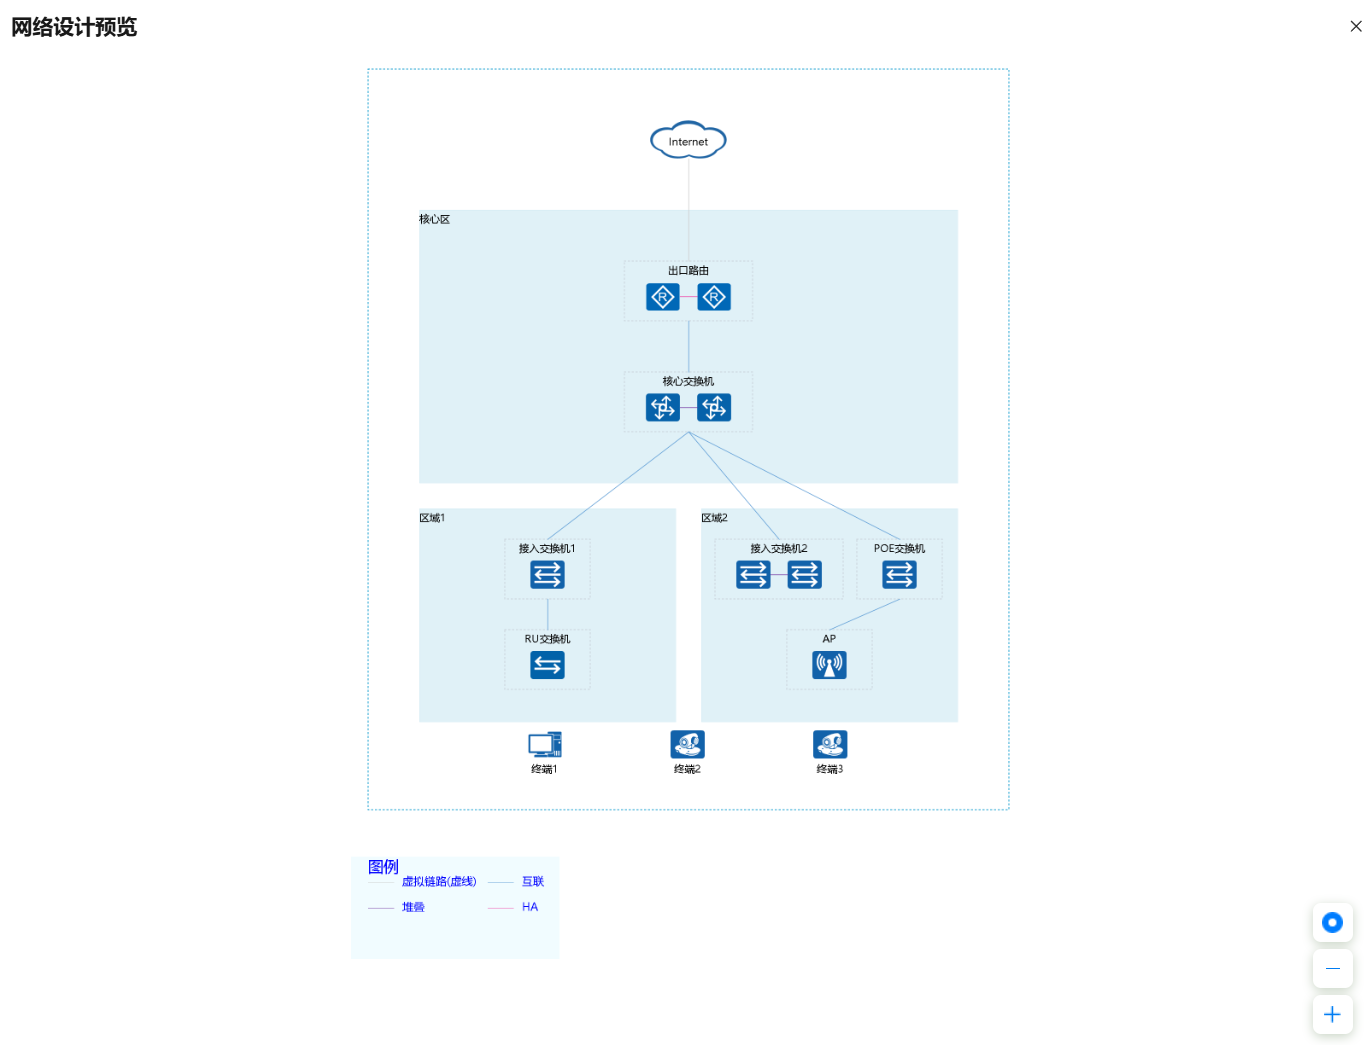 网络设计预览
Internet
核心区
出口路由
R R
核心交换机
区域1
区域2
接入交换机1
接入交换机2
POE交换机
RU交换机
AP
终端1
终端2
终端3
图例
虚拟链路(虚线)
互联
堆叠
HA